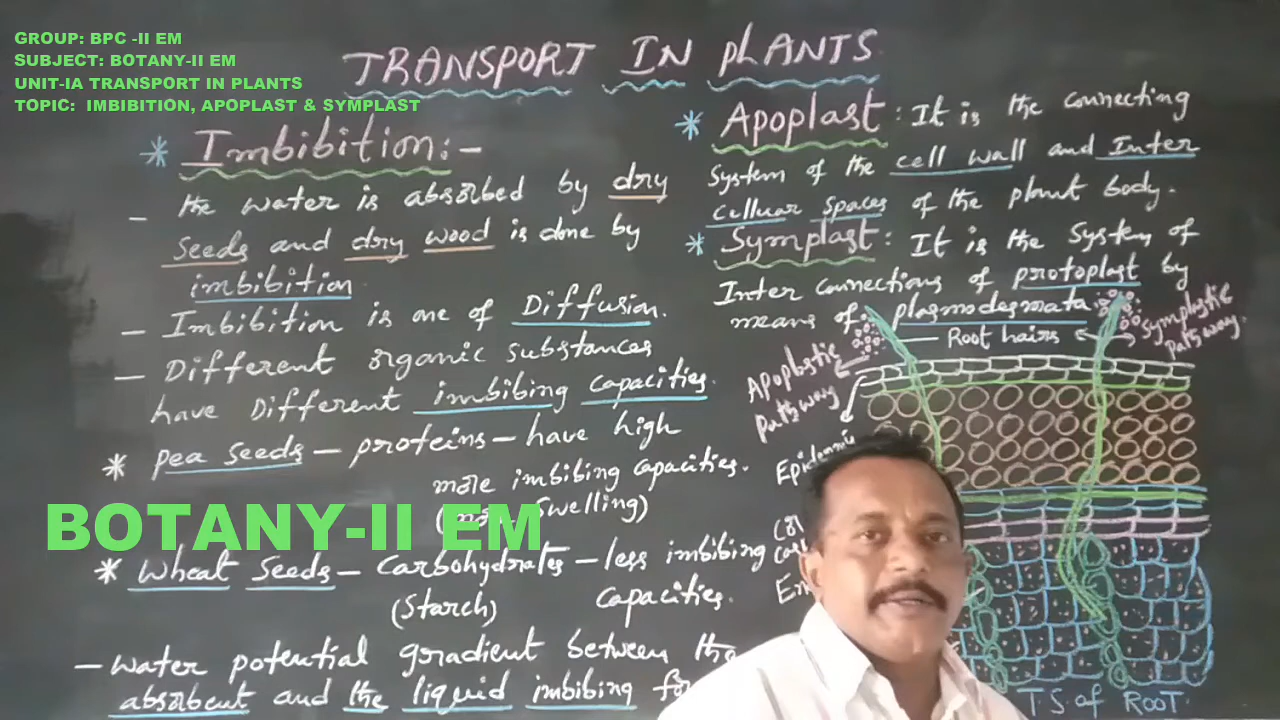 GROUP: BPC -II EM
SUBJECT: BOTANY-II EM
UNIT-IA TRANSPORT IN PLANTS
TOPIC: IMBIBITION, APOPLAST & SYMPLAST
TRANSPORT IN PLANTS
* Imbibition:-
- the water is absorbed by dry
seeds and dry wood is done by
imbibition
- Imbibition is one of Diffusion.
- Different organic substances
have Different imbibing capacities.
* pea seeds - proteins - have high
more imbibing capacities.
swelling)
BOTANY-II EM
* Wheat seeds - carbohydrates - less imbibing
(Starch) capacities.
- water potential gradient between the
absorbent and the liquid imbibing
* Apoplast: It is the connecting
system of the cell wall and Inter
celluar spaces of the plant body.
* Symplast: It is the system of
Inter connections of protoplast by
means of plasmodesmata
- Root hairs
Symplastic
pathway.
Apoplastic
pathway
T.S of ROOT.